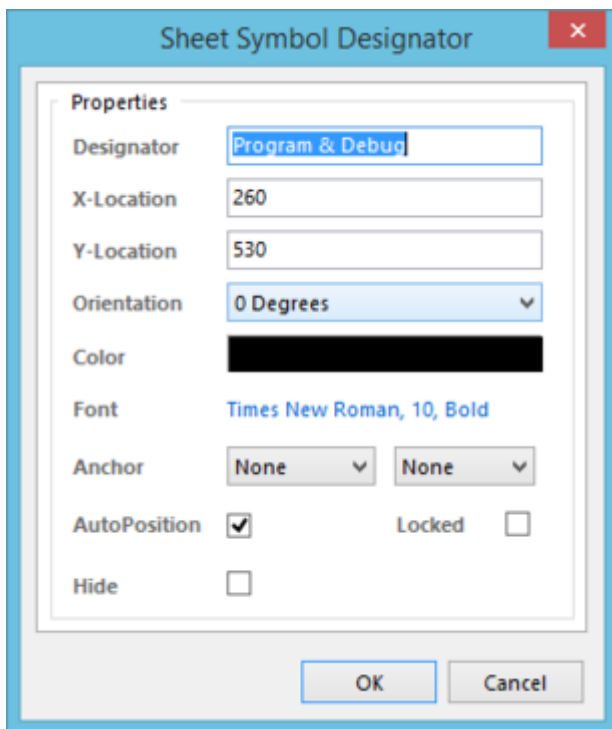 Sheet Symbol Designator
Properties
Designator Program & Debug
X-Location 260
Y-Location 530
Orientation 0 Degrees
Color
Font Times New Roman, 10, Bold
Anchor None None
AutoPosition Locked
Hide
OK Cancel